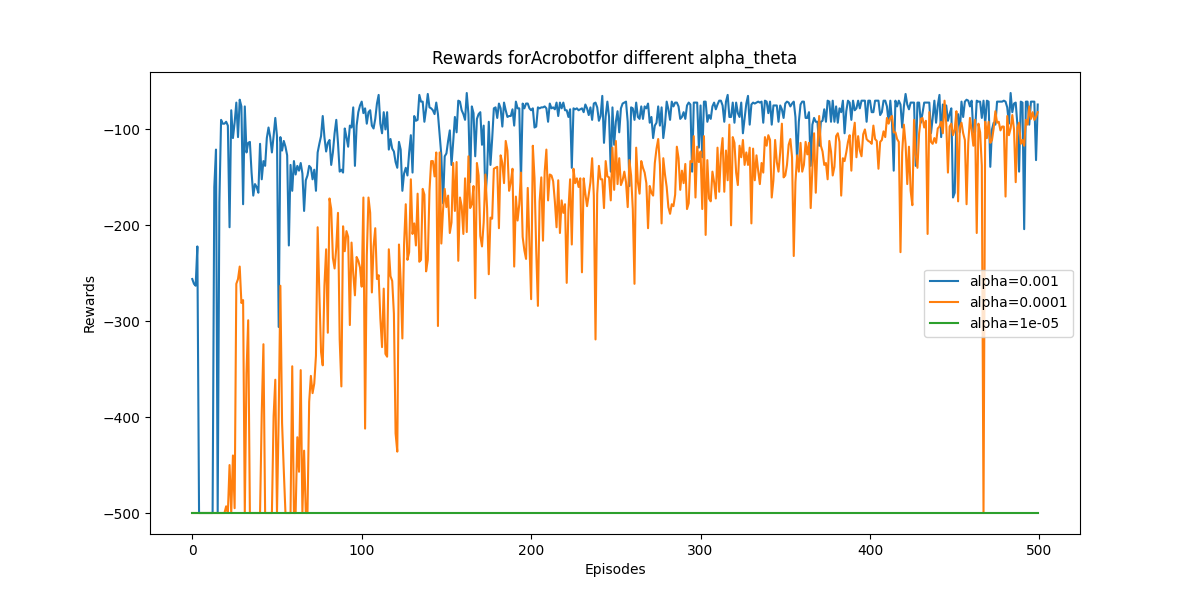 Rewards forAcrobotfor different alpha_theta
Rewards
−100
−200
−300
−400
−500
alpha=0.001
alpha=0.0001
alpha=1e-05
0 100 200 300 400 500
Episodes